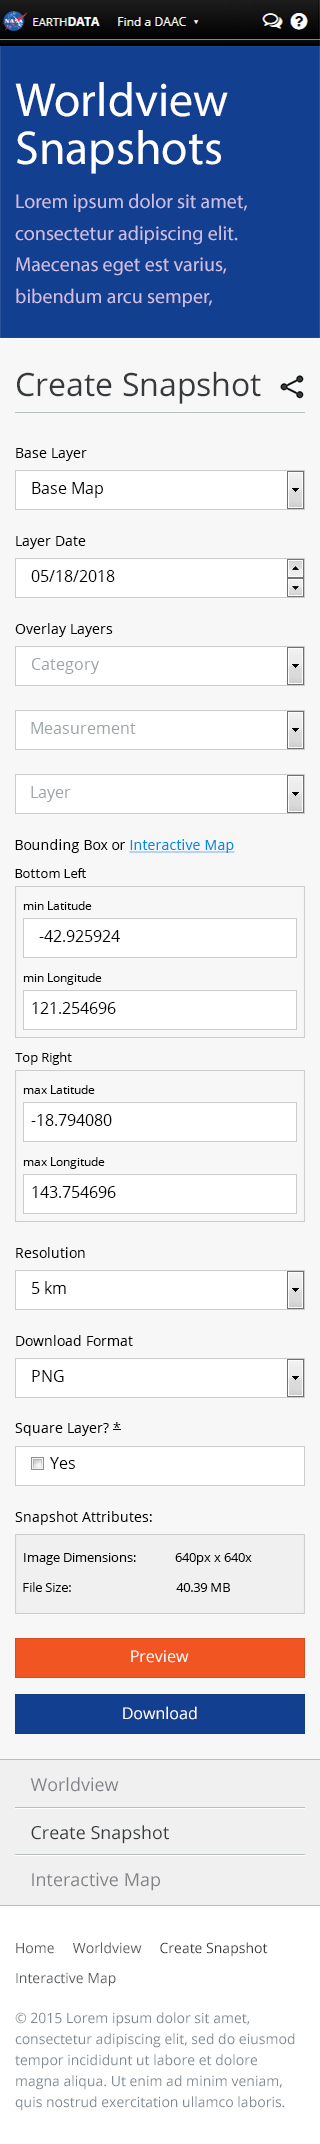 NASA EARTHDATA Find a DAAC
Worldview
Snapshots
Lorem ipsum dolor sit amet,
consectetur adipiscing elit.
Maecenas eget est varius,
bibendum arcu semper,
Create Snapshot
Base Layer
Base Map
Layer Date
05/18/2018
Overlay Layers
Category
Measurement
Layer
Bounding Box or Interactive Map
Bottom Left
min Latitude
-42.925924
min Longitude
121.254696
Top Right
max Latitude
-18.794080
max Longitude
143.754696
Resolution
5 km
Download Format
PNG
Square Layer? *
Yes
Snapshot Attributes:
Image Dimensions: 640px x 640x
File Size: 40.39 MB
Preview
Download
Worldview
Create Snapshot
Interactive Map
Home Worldview Create Snapshot
Interactive Map
© 2015 Lorem ipsum dolor sit amet,
consectetur adipiscing elit, sed do eiusmod
tempor incididunt ut labore et dolore
magna aliqua. Ut enim ad minim veniam,
quis nostrud exercitation ullamco laboris.